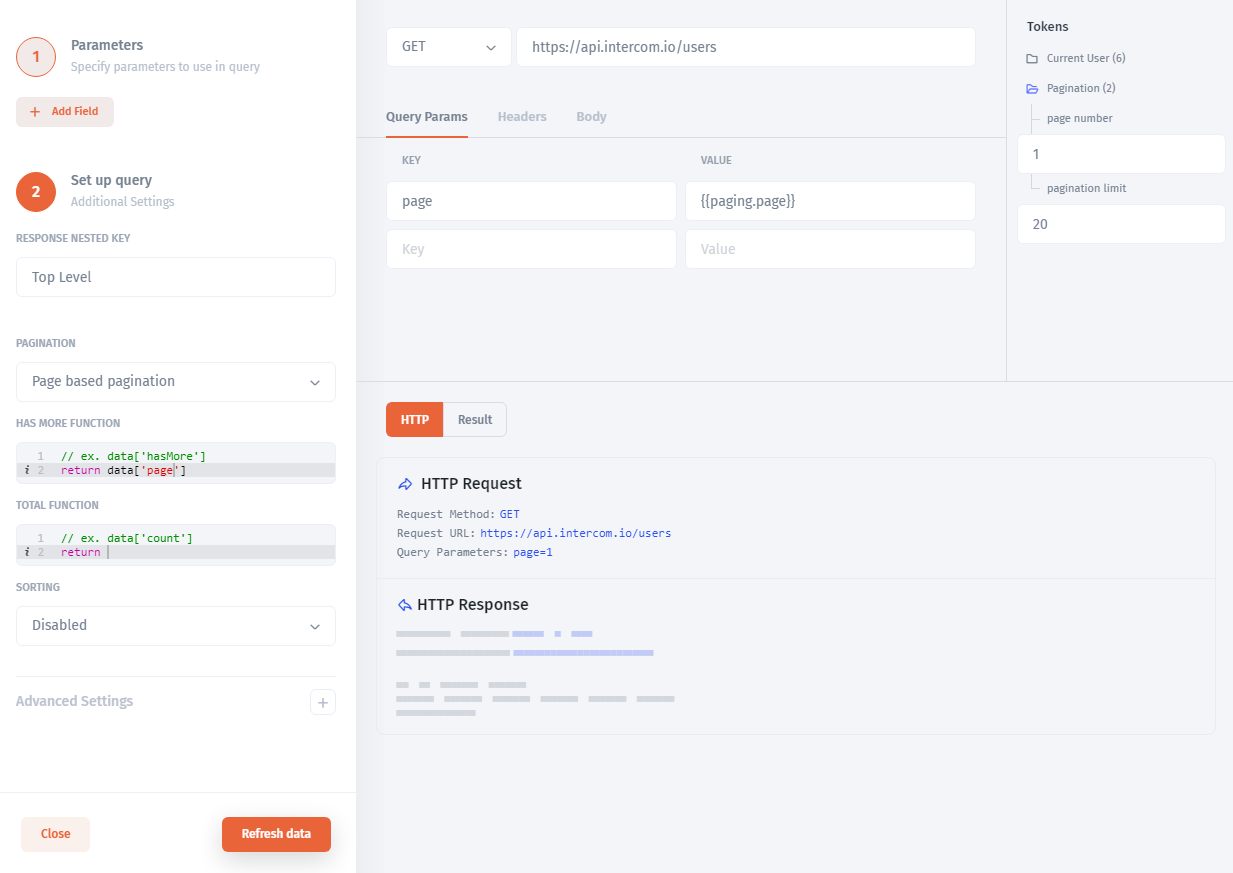 1
Parameters
Specify parameters to use in query
+ Add Field
2
Set up query
Additional Settings
RESPONSE NESTED KEY
Top Level
PAGINATION
Page based pagination
HAS MORE FUNCTION
1 // ex. data['hasMore']
i 2 return data['page']
TOTAL FUNCTION
1 // ex. data['count']
i 2 return
SORTING
Disabled
Advanced Settings
+
Close
Refresh data
GET
https://api.intercom.io/users
Query Params Headers Body
KEY VALUE
page {{paging.page}}
Key Value
HTTP Result
HTTP Request
Request Method: GET
Request URL: https://api.intercom.io/users
Query Parameters: page=1
HTTP Response
Tokens
Current User (6)
Pagination (2)
page number
1
pagination limit
20